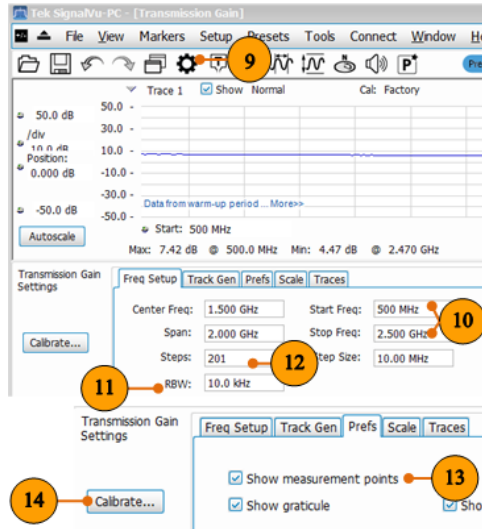 Tek SignalVu-PC - [Transmission Gain]
File View Markers Setup Presets Tools Connect Window
9
P
Trace 1 Show Normal Cal: Factory
50.0 dB
50.0
/div
30.0
10.0 dB
10.0
Position:
0.000 dB
-10.0
-30.0
Data from warm-up period ... More>>
-50.0 dB
-50.0
Autoscale
Start: 500 MHz
Max: 7.42 dB @ 500.0 MHz Min: 4.47 dB @ 2.470 GHz
Transmission Gain
Settings
Freq Setup Track Gen Prefs Scale Traces
Center Freq: 1.500 GHz Start Freq: 500 MHz
10
Span: 2.000 GHz Stop Freq: 2.500 GHz
Calibrate...
Steps: 201 12 Step Size: 10.00 MHz
11
RBW: 10.0 kHz
Transmission Gain
Settings
Freq Setup Track Gen Prefs Scale Traces
Show measurement points 13
14 Calibrate...
Show graticule Sho